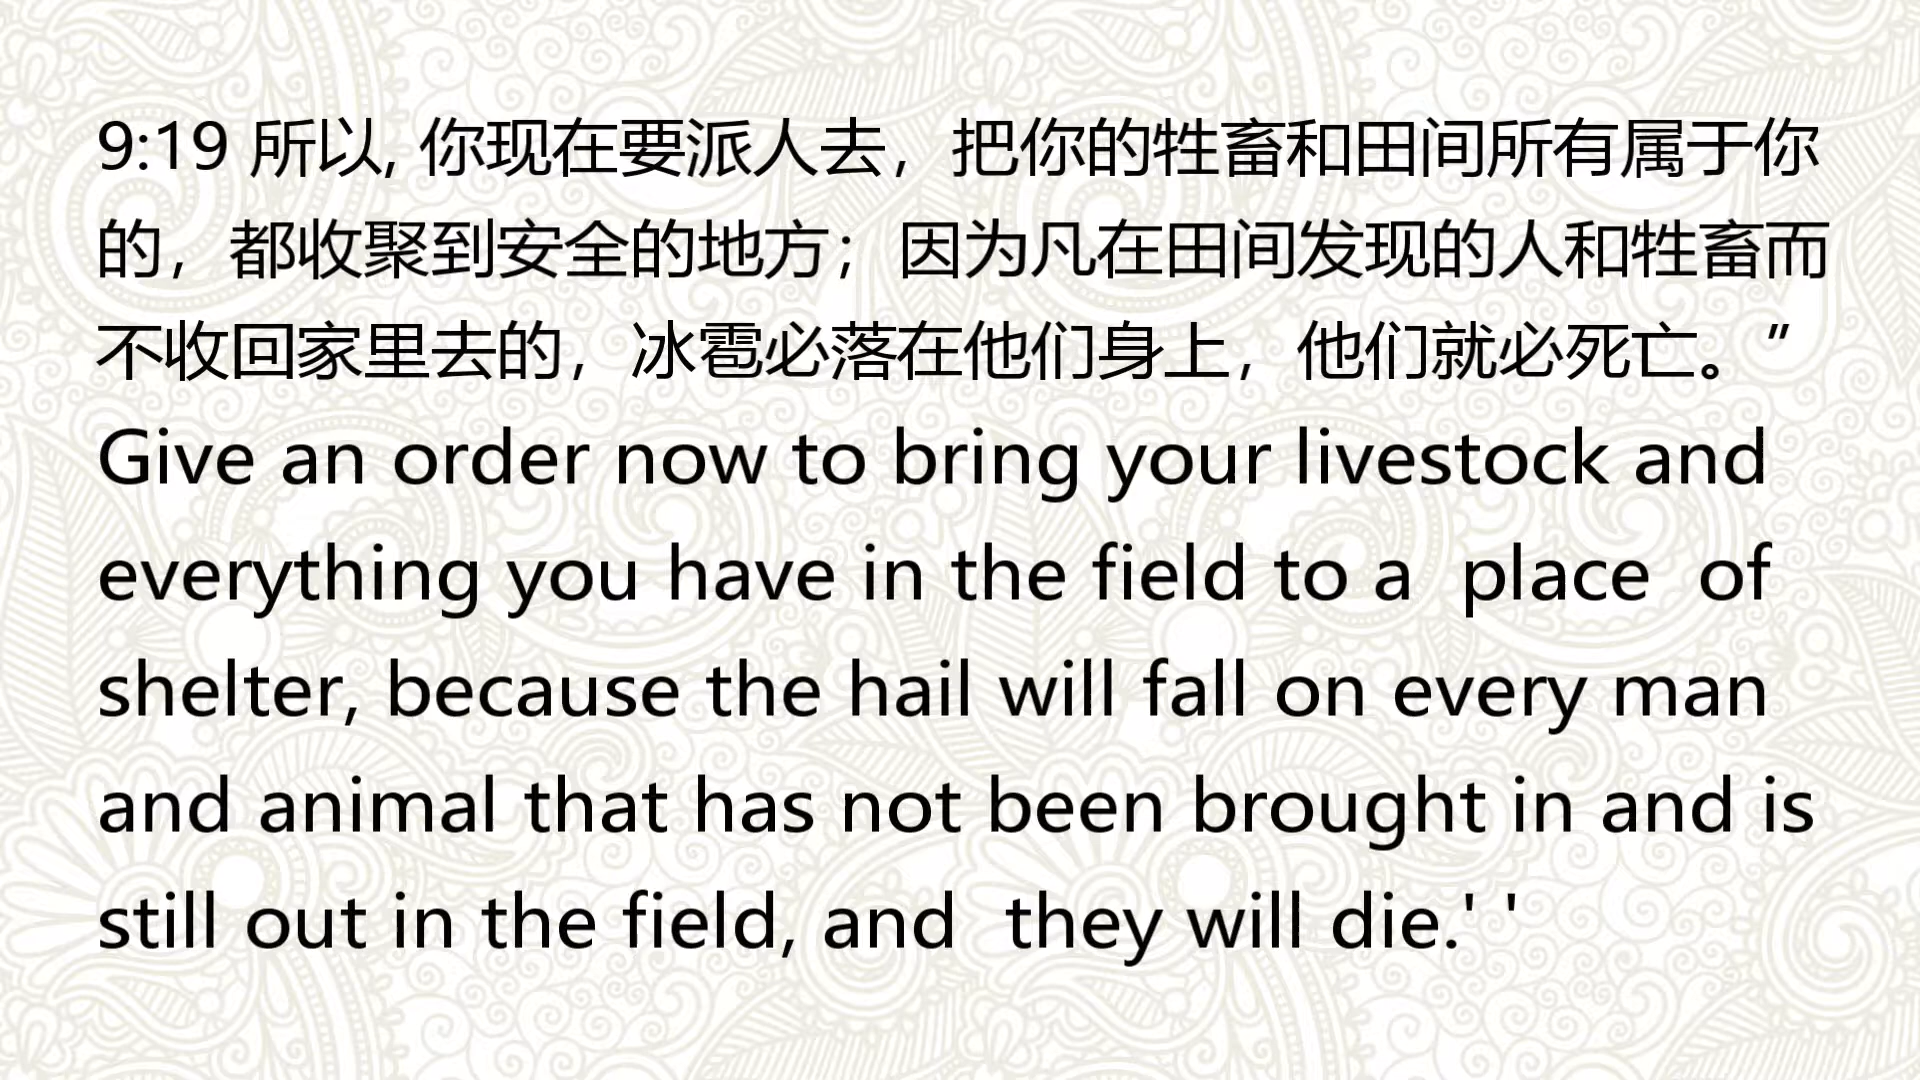 9:19 所以, 你现在要派人去，把你的牲畜和田间所有属于你
的，都收聚到安全的地方；因为凡在田间发现的人和牲畜而
不收回家里去的，冰雹必落在他们身上，他们就必死亡。”
Give an order now to bring your livestock and
everything you have in the field to a  place  of
shelter, because the hail will fall on every man
and animal that has not been brought in and is
still out in the field, and  they will die.' '